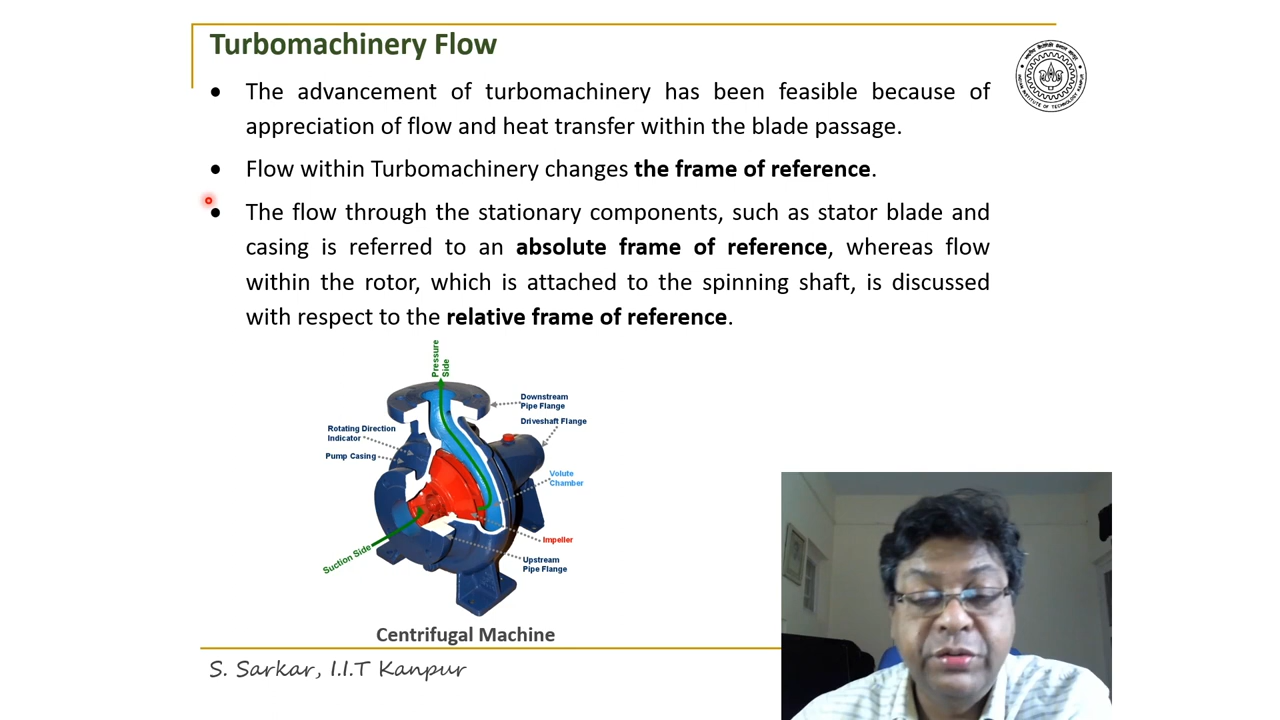 Turbomachinery Flow
• The advancement of turbomachinery has been feasible because of
appreciation of flow and heat transfer within the blade passage.
• Flow within Turbomachinery changes the frame of reference.
• The flow through the stationary components, such as stator blade and
casing is referred to an absolute frame of reference, whereas flow
within the rotor, which is attached to the spinning shaft, is discussed
with respect to the relative frame of reference.
Pressure
Side
Downstream
Pipe Flange
Driveshaft Flange
Rotating Direction
Indicator
Pump Casing
Volute
Chamber
Impeller
Suction Side
Upstream
Pipe Flange
Centrifugal Machine
S. Sarkar, I.I.T Kanpur